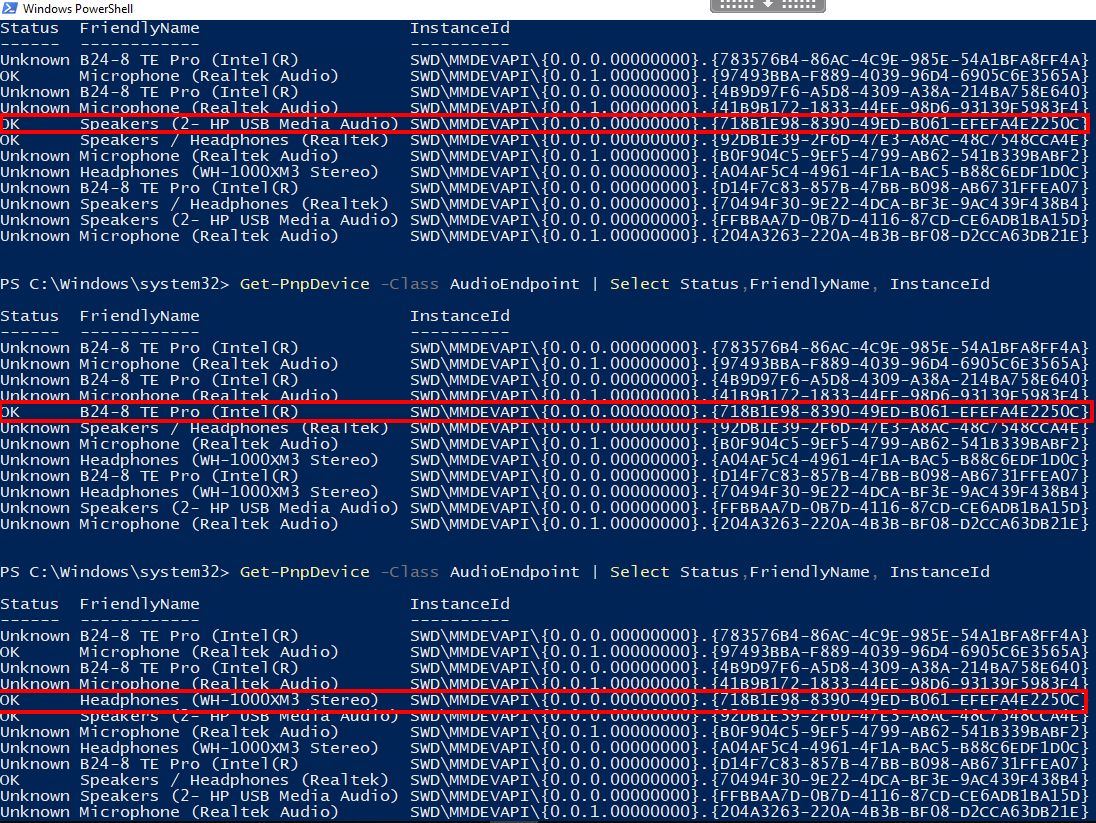 Windows PowerShell
Status  FriendlyName                     InstanceId
------  ------------                     ----------
Unknown B24-8 TE Pro (Intel(R)           SWD\MMDEVAPI\{0.0.0.00000000}.{783576B4-86AC-4C9E-985E-54A1BFA8FF4A}
OK      Microphone (Realtek Audio)       SWD\MMDEVAPI\{0.0.1.00000000}.{97493BBA-F889-4039-96D4-6905C6E3565A}
Unknown B24-8 TE Pro (Intel(R)           SWD\MMDEVAPI\{0.0.0.00000000}.{4B9D97F6-A5D8-4309-A38A-214BA758E640}
Unknown Microphone (Realtek Audio)       SWD\MMDEVAPI\{0.0.1.00000000}.{41B9B172-1833-44EE-98D6-93139F5983F4}
OK      Speakers (2- HP USB Media Audio) SWD\MMDEVAPI\{0.0.0.00000000}.{718B1E98-8390-49ED-B061-EFEFA4E2250C}
OK      Speakers / Headphones (Realtek)  SWD\MMDEVAPI\{0.0.0.00000000}.{92DB1E39-2F6D-47E3-A8AC-48C7548CCA4E}
Unknown Microphone (Realtek Audio)       SWD\MMDEVAPI\{0.0.1.00000000}.{B0F904C5-9EF5-4799-AB62-541B339BABF2}
Unknown Headphones (WH-1000XM3 Stereo)   SWD\MMDEVAPI\{0.0.0.00000000}.{A04AF5C4-4961-4F1A-BAC5-B88C6EDF1D0C}
Unknown B24-8 TE Pro (Intel(R)           SWD\MMDEVAPI\{0.0.0.00000000}.{D14F7C83-857B-47BB-B098-AB6731FFEA07}
Unknown Speakers / Headphones (Realtek)  SWD\MMDEVAPI\{0.0.0.00000000}.{70494F30-9E22-4DCA-BF3E-9AC439F438B4}
Unknown Speakers (2- HP USB Media Audio) SWD\MMDEVAPI\{0.0.0.00000000}.{FFBBAA7D-0B7D-4116-87CD-CE6ADB1BA15D}
Unknown Microphone (Realtek Audio)       SWD\MMDEVAPI\{0.0.1.00000000}.{204A3263-220A-4B3B-BF08-D2CCA63DB21E}
PS C:\Windows\system32> Get-PnpDevice -Class AudioEndpoint | Select Status,FriendlyName, InstanceId
Status  FriendlyName                     InstanceId
------  ------------                     ----------
Unknown B24-8 TE Pro (Intel(R)           SWD\MMDEVAPI\{0.0.0.00000000}.{783576B4-86AC-4C9E-985E-54A1BFA8FF4A}
Unknown Microphone (Realtek Audio)       SWD\MMDEVAPI\{0.0.1.00000000}.{97493BBA-F889-4039-96D4-6905C6E3565A}
Unknown B24-8 TE Pro (Intel(R)           SWD\MMDEVAPI\{0.0.0.00000000}.{4B9D97F6-A5D8-4309-A38A-214BA758E640}
Unknown Microphone (Realtek Audio)       SWD\MMDEVAPI\{0.0.1.00000000}.{41B9B172-1833-44EE-98D6-93139F5983F4}
OK      B24-8 TE Pro (Intel(R)           SWD\MMDEVAPI\{0.0.0.00000000}.{718B1E98-8390-49ED-B061-EFEFA4E2250C}
Unknown Speakers / Headphones (Realtek)  SWD\MMDEVAPI\{0.0.0.00000000}.{92DB1E39-2F6D-47E3-A8AC-48C7548CCA4E}
Unknown Microphone (Realtek Audio)       SWD\MMDEVAPI\{0.0.1.00000000}.{B0F904C5-9EF5-4799-AB62-541B339BABF2}
Unknown Headphones (WH-1000XM3 Stereo)   SWD\MMDEVAPI\{0.0.0.00000000}.{A04AF5C4-4961-4F1A-BAC5-B88C6EDF1D0C}
Unknown B24-8 TE Pro (Intel(R)           SWD\MMDEVAPI\{0.0.0.00000000}.{D14F7C83-857B-47BB-B098-AB6731FFEA07}
Unknown Headphones (WH-1000XM3 Stereo)   SWD\MMDEVAPI\{0.0.0.00000000}.{70494F30-9E22-4DCA-BF3E-9AC439F438B4}
Unknown Speakers (2- HP USB Media Audio) SWD\MMDEVAPI\{0.0.0.00000000}.{FFBBAA7D-0B7D-4116-87CD-CE6ADB1BA15D}
Unknown Microphone (Realtek Audio)       SWD\MMDEVAPI\{0.0.1.00000000}.{204A3263-220A-4B3B-BF08-D2CCA63DB21E}
PS C:\Windows\system32> Get-PnpDevice -Class AudioEndpoint | Select Status,FriendlyName, InstanceId
Status  FriendlyName                     InstanceId
------  ------------                     ----------
Unknown B24-8 TE Pro (Intel(R)           SWD\MMDEVAPI\{0.0.0.00000000}.{783576B4-86AC-4C9E-985E-54A1BFA8FF4A}
OK      Microphone (Realtek Audio)       SWD\MMDEVAPI\{0.0.1.00000000}.{97493BBA-F889-4039-96D4-6905C6E3565A}
Unknown B24-8 TE Pro (Intel(R)           SWD\MMDEVAPI\{0.0.0.00000000}.{4B9D97F6-A5D8-4309-A38A-214BA758E640}
Unknown Microphone (Realtek Audio)       SWD\MMDEVAPI\{0.0.1.00000000}.{41B9B172-1833-44EE-98D6-93139F5983F4}
OK      Headphones (WH-1000XM3 Stereo)   SWD\MMDEVAPI\{0.0.0.00000000}.{718B1E98-8390-49ED-B061-EFEFA4E2250C}
OK      Speakers (2- HP USB Media Audio) SWD\MMDEVAPI\{0.0.0.00000000}.{92DB1E39-2F6D-47E3-A8AC-48C7548CCA4E}
Unknown Microphone (Realtek Audio)       SWD\MMDEVAPI\{0.0.1.00000000}.{B0F904C5-9EF5-4799-AB62-541B339BABF2}
Unknown Headphones (WH-1000XM3 Stereo)   SWD\MMDEVAPI\{0.0.0.00000000}.{A04AF5C4-4961-4F1A-BAC5-B88C6EDF1D0C}
Unknown B24-8 TE Pro (Intel(R)           SWD\MMDEVAPI\{0.0.0.00000000}.{D14F7C83-857B-47BB-B098-AB6731FFEA07}
OK      Speakers / Headphones (Realtek)  SWD\MMDEVAPI\{0.0.0.00000000}.{70494F30-9E22-4DCA-BF3E-9AC439F438B4}
Unknown Speakers (2- HP USB Media Audio) SWD\MMDEVAPI\{0.0.0.00000000}.{FFBBAA7D-0B7D-4116-87CD-CE6ADB1BA15D}
Unknown Microphone (Realtek Audio)       SWD\MMDEVAPI\{0.0.1.00000000}.{204A3263-220A-4B3B-BF08-D2CCA63DB21E}